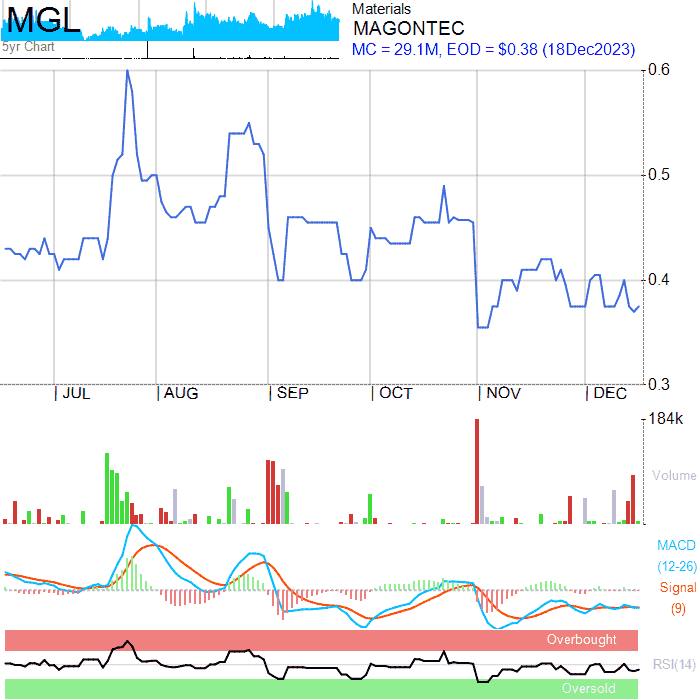 MGL
5yr Chart
Materials
MAGONTEC
MC = 29.1M, EOD = $0.38 (18Dec2023)
0.6
0.5
0.4
0.3
JUL AUG SEP OCT NOV DEC
184k
Volume
MACD
(12-26)
Signal
(9)
Overbought
RSI(14)
Oversold